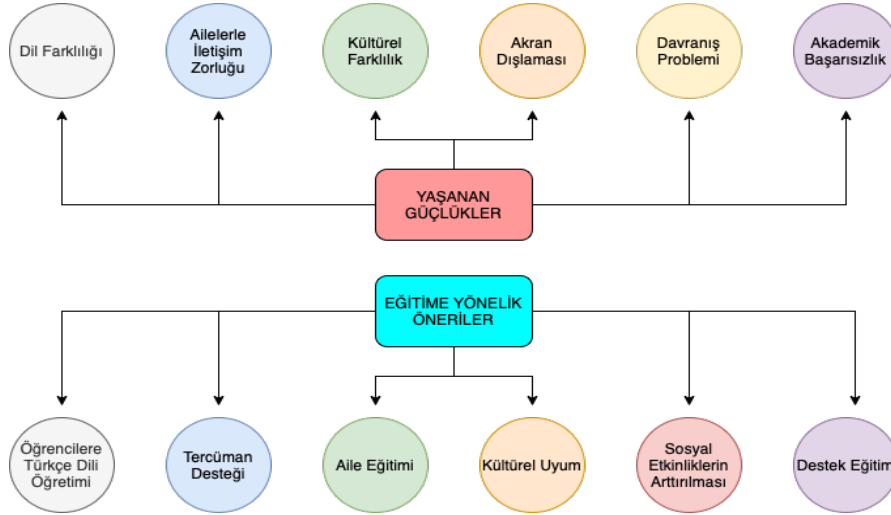 Dil Farklılığı
Ailelerle
İletişim
Zorluğu
Kültürel
Farklılık
Akran
Dışlaması
Davranış
Problemi
Akademik
Başarısızlık
YAŞANAN
GÜÇLÜKLER
EĞİTİME YÖNELİK
ÖNERİLER
Öğrencilere
Türkçe Dili
Öğretimi
Tercüman
Desteği
Aile Eğitimi
Kültürel Uyum
Sosyal
Etkinliklerin
Arttırılması
Destek Eğitim